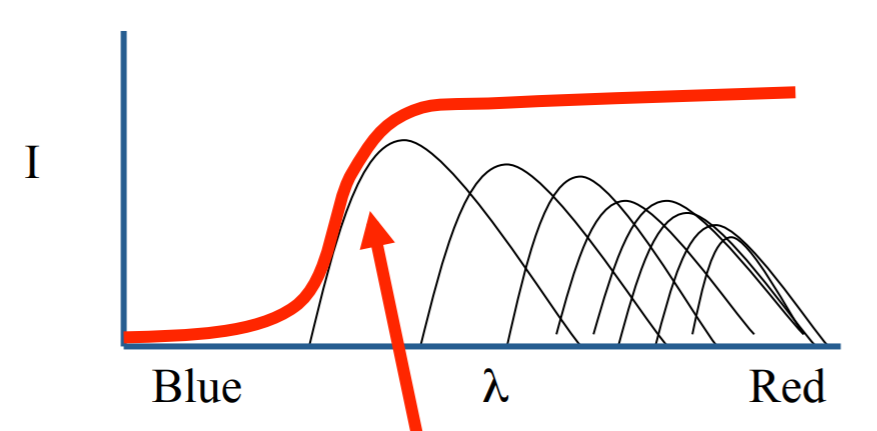 I
Blue λ Red